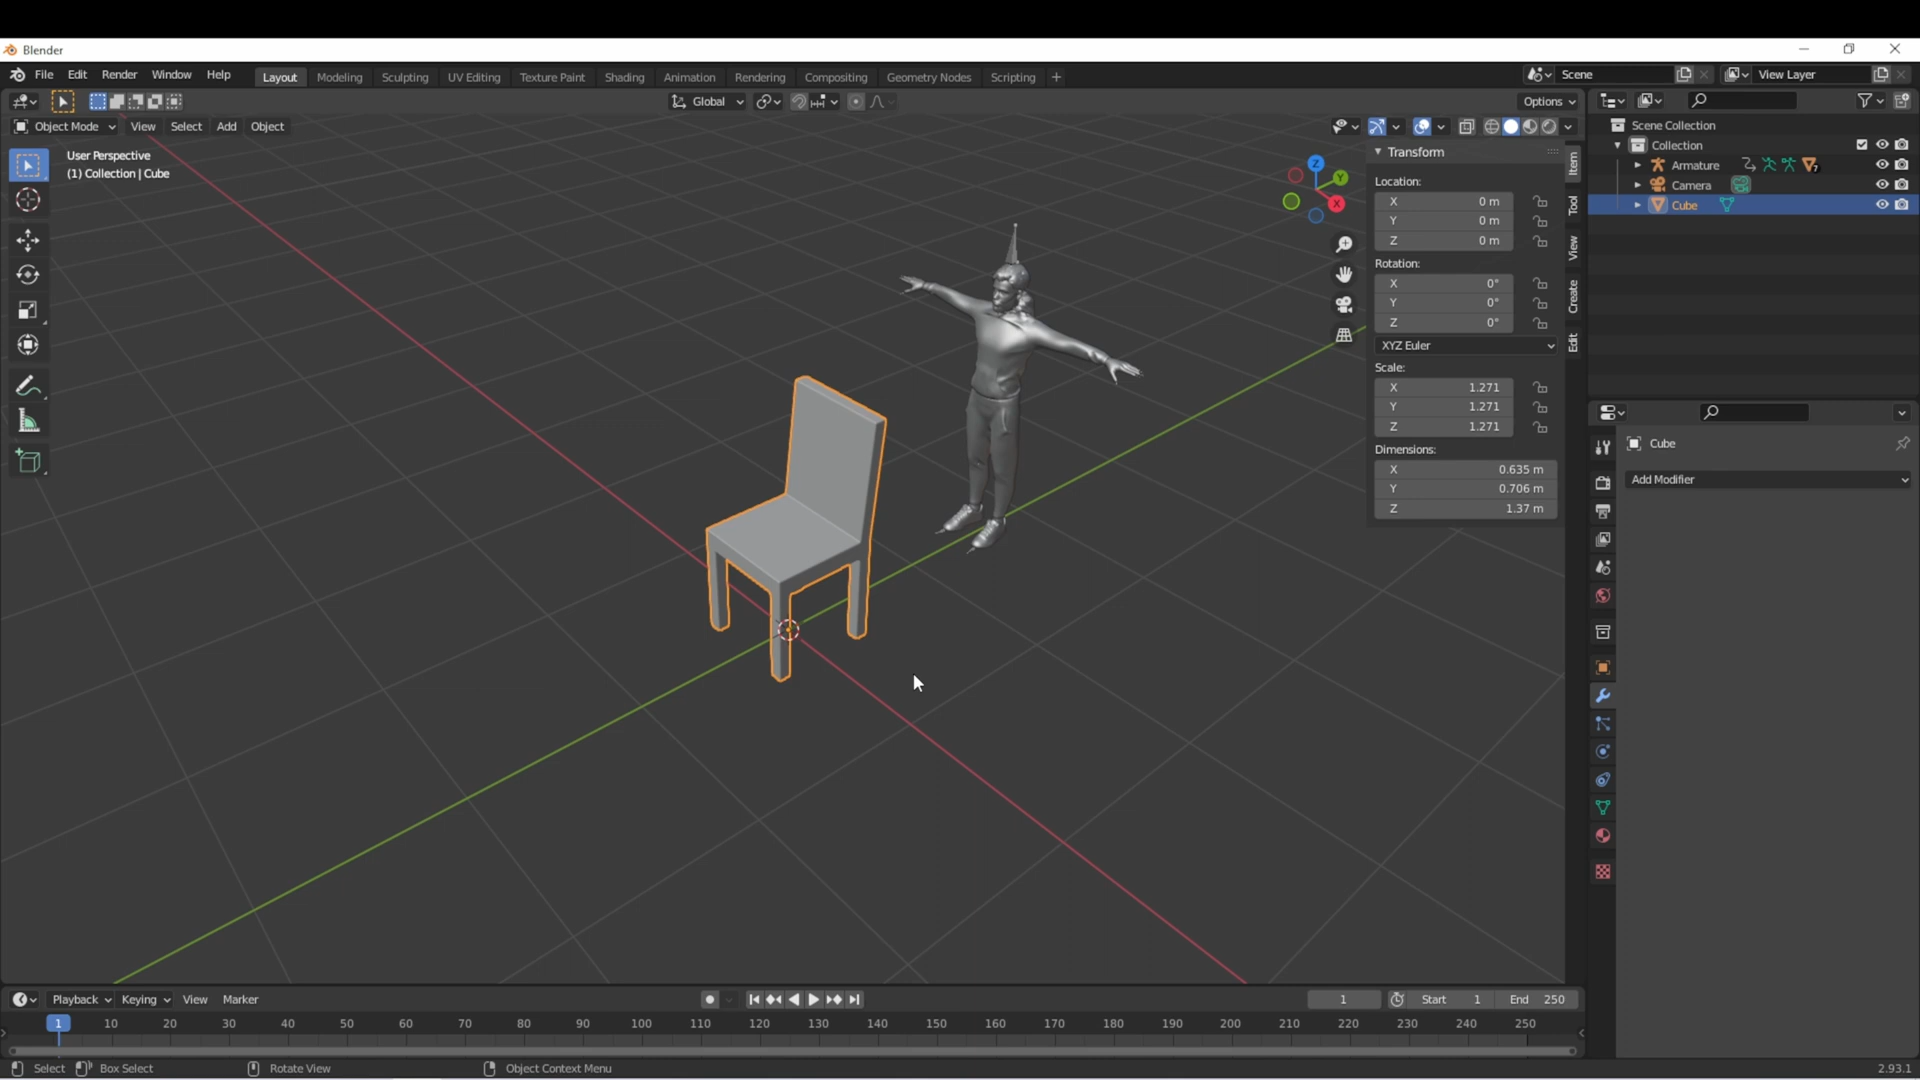 Blender
File Edit Render Window Help Layout Modeling Sculpting UV Editing Texture Paint Shading Animation Rendering Compositing Geometry Nodes Scripting + Scene View Layer
Global Options
Object Mode View Select Add Object
User Perspective
(1) Collection | Cube
Z
Y
X
Transform
Location:
X 0 m
Y 0 m
Z 0 m
Rotation:
X 0°
Y 0°
Z 0°
XYZ Euler
Scale:
X 1.271
Y 1.271
Z 1.271
Dimensions:
X 0.635 m
Y 0.706 m
Z 1.37 m
Item
Tool
View
Create
Edit
Scene Collection
Collection
Armature 7
Camera
Cube
Cube
Add Modifier
Playback Keying View Marker 1 Start 1 End 250
1 10 20 30 40 50 60 70 80 90 100 110 120 130 140 150 160 170 180 190 200 210 220 230 240 250
Select Box Select Rotate View Object Context Menu 2.93.1